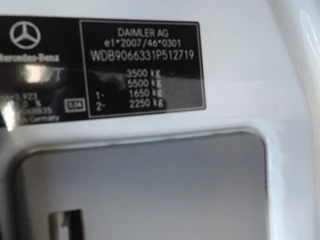 Mercedes-Benz
DAIMLER AG
e1*2007/46*0301
WDB9066331P512719
3500 kg
5500 kg
1- 1650 kg
2- 2250 kg